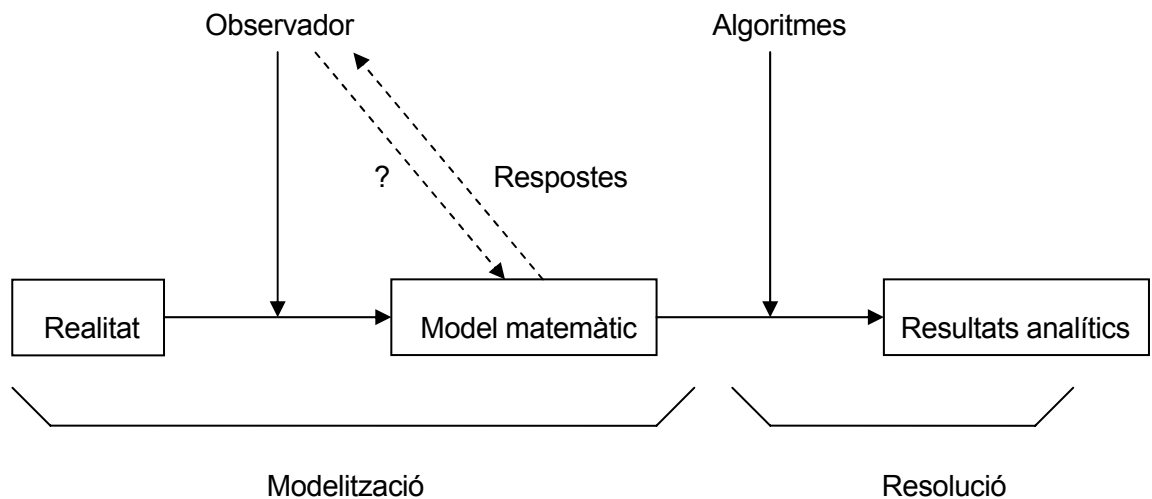 Observador
Algoritmes
?
Respostes
Realitat
Model matemàtic
Resultats analítics
Modelització
Resolució